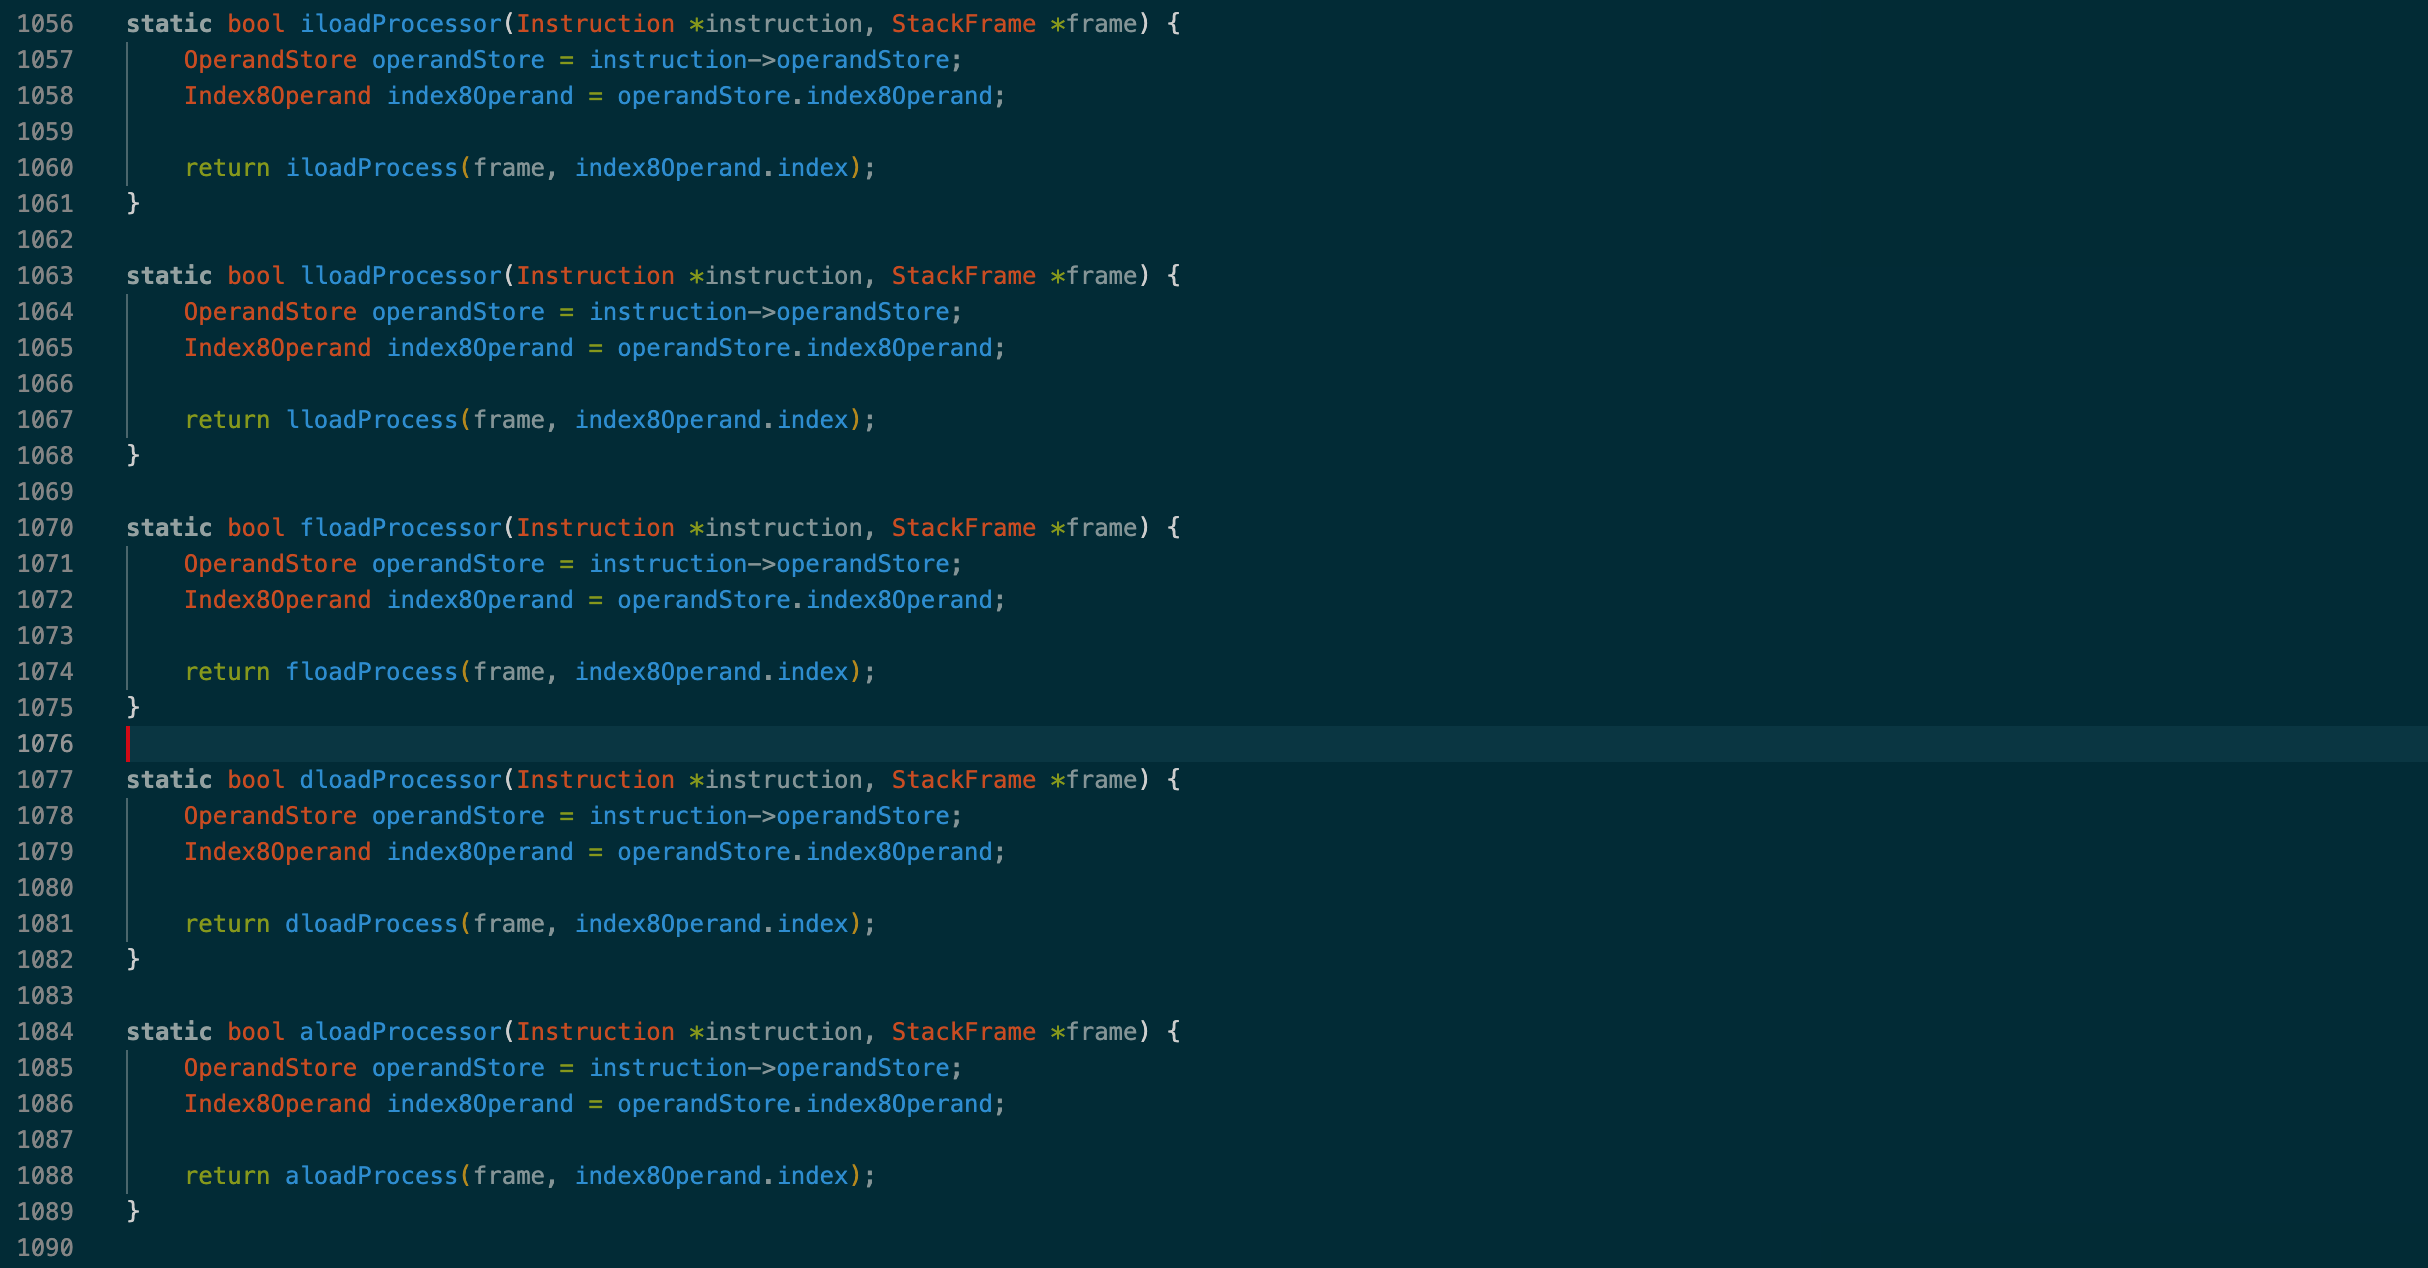 1056 static bool iloadProcessor(Instruction *instruction, StackFrame *frame) {
1057     OperandStore operandStore = instruction->operandStore;
1058     Index8Operand index8Operand = operandStore.index8Operand;
1059
1060     return iloadProcess(frame, index8Operand.index);
1061 }
1062
1063 static bool lloadProcessor(Instruction *instruction, StackFrame *frame) {
1064     OperandStore operandStore = instruction->operandStore;
1065     Index8Operand index8Operand = operandStore.index8Operand;
1066
1067     return lloadProcess(frame, index8Operand.index);
1068 }
1069
1070 static bool floadProcessor(Instruction *instruction, StackFrame *frame) {
1071     OperandStore operandStore = instruction->operandStore;
1072     Index8Operand index8Operand = operandStore.index8Operand;
1073
1074     return floadProcess(frame, index8Operand.index);
1075 }
1076
1077 static bool dloadProcessor(Instruction *instruction, StackFrame *frame) {
1078     OperandStore operandStore = instruction->operandStore;
1079     Index8Operand index8Operand = operandStore.index8Operand;
1080
1081     return dloadProcess(frame, index8Operand.index);
1082 }
1083
1084 static bool aloadProcessor(Instruction *instruction, StackFrame *frame) {
1085     OperandStore operandStore = instruction->operandStore;
1086     Index8Operand index8Operand = operandStore.index8Operand;
1087
1088     return aloadProcess(frame, index8Operand.index);
1089 }
1090